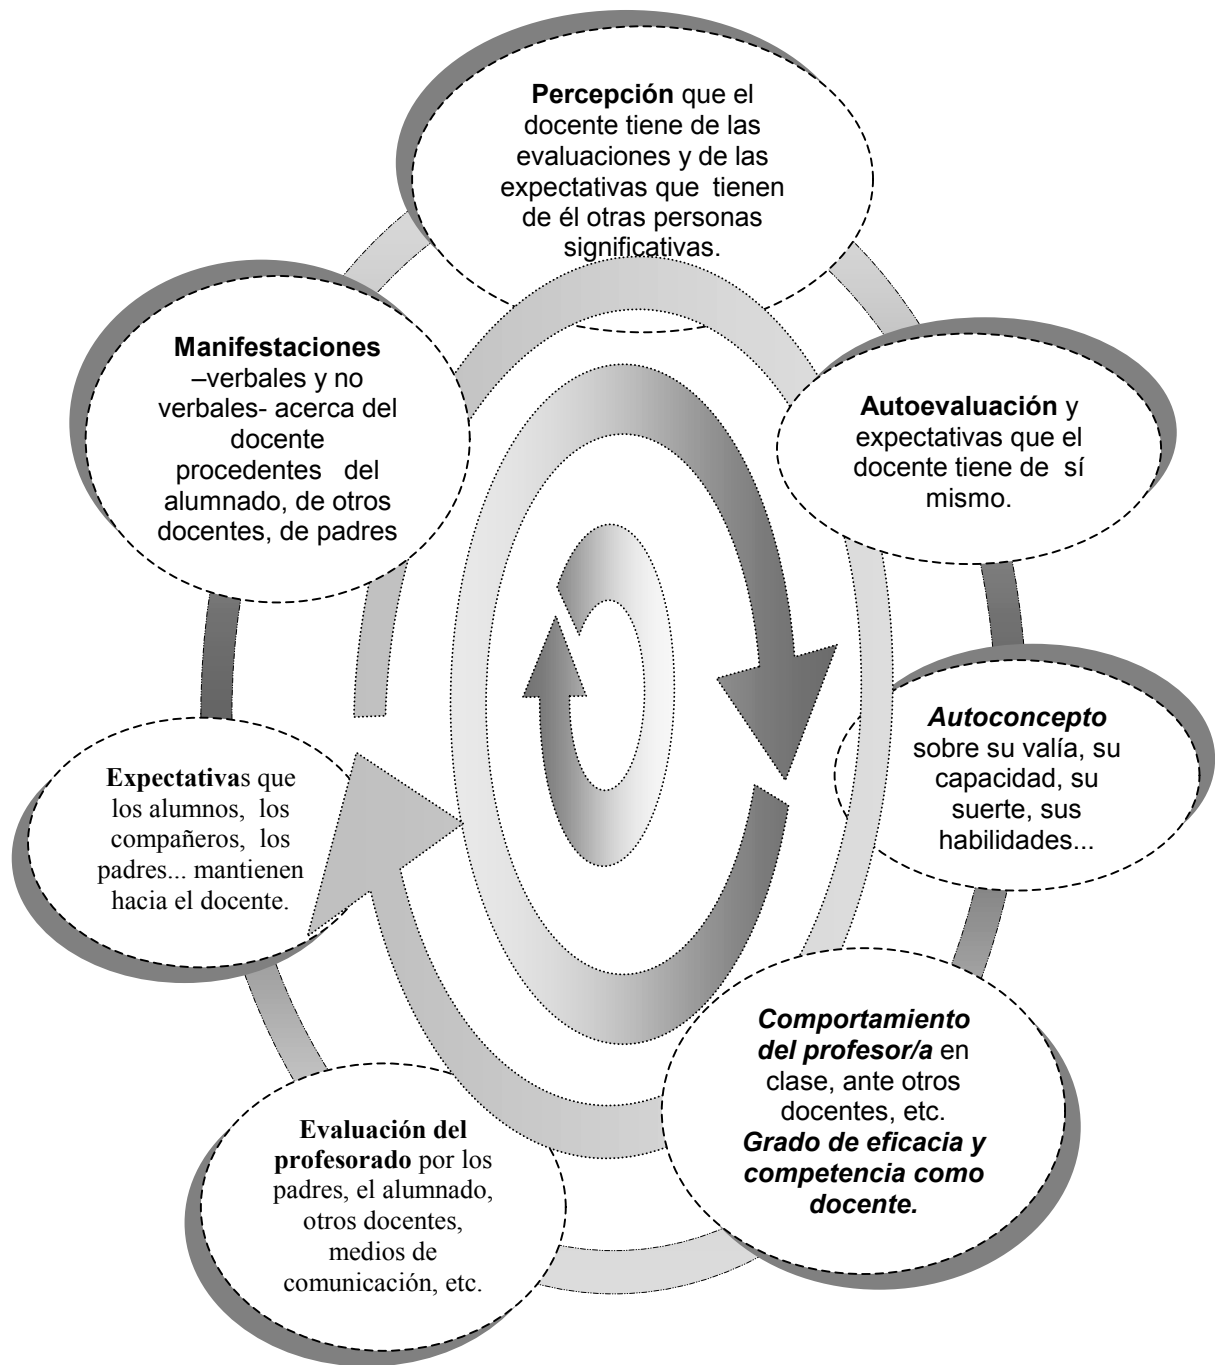 Percepción que el
docente tiene de las
evaluaciones y de las
expectativas que tienen
de él otras personas
significativas.
Manifestaciones
–verbales y no
verbales- acerca del
docente
procedentes del
alumnado, de otros
docentes, de padres
Autoevaluación y
expectativas que el
docente tiene de sí
mismo.
Autoconcepto
sobre su valía, su
capacidad, su
suerte, sus
habilidades...
Expectativas que
los alumnos, los
compañeros, los
padres... mantienen
hacia el docente.
Comportamiento
del profesor/a en
clase, ante otros
docentes, etc.
Grado de eficacia y
competencia como
docente.
Evaluación del
profesorado por los
padres, el alumnado,
otros docentes,
medios de
comunicación, etc.